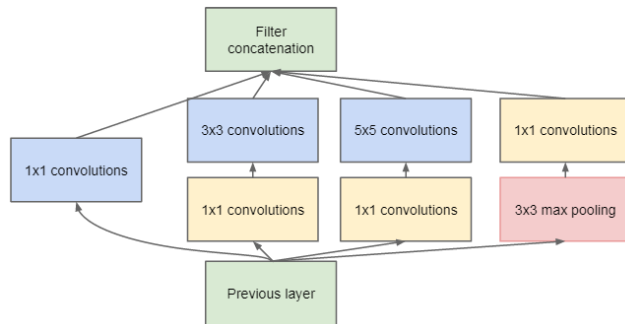 Filter
concatenation
3x3 convolutions
5x5 convolutions
1x1 convolutions
1x1 convolutions
1x1 convolutions
1x1 convolutions
3x3 max pooling
Previous layer